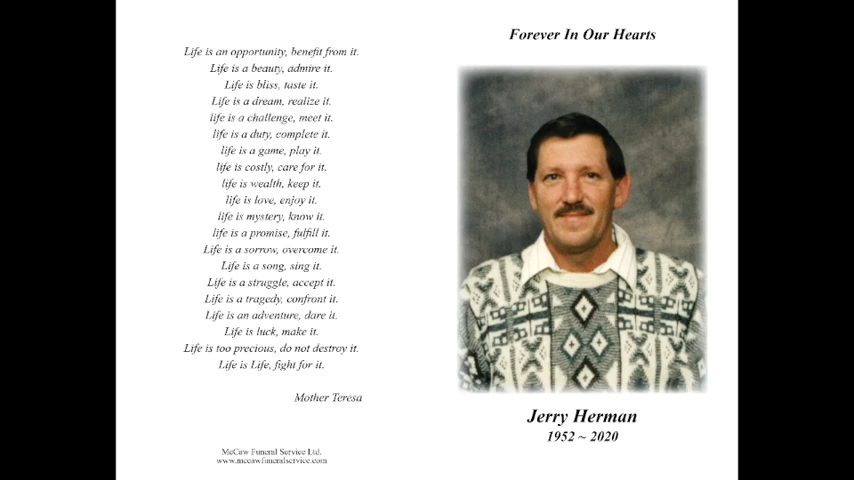 Life is an opportunity, benefit from it.
Life is a beauty, admire it.
Life is bliss, taste it.
Life is a dream, realize it.
life is a challenge, meet it.
life is a duty, complete it.
life is a game, play it.
life is costly, care for it.
life is wealth, keep it.
life is love, enjoy it.
life is mystery, know it.
life is a promise, fulfill it.
Life is a sorrow, overcome it.
Life is a song, sing it.
Life is a struggle, accept it.
Life is a tragedy, confront it.
Life is an adventure, dare it.
Life is luck, make it.
Life is too precious, do not destroy it.
Life is Life, fight for it.
Mother Teresa
McCaw Funeral Service Ltd.
www.mccawfuneralservice.com
Forever In Our Hearts
Jerry Herman
1952 ~ 2020